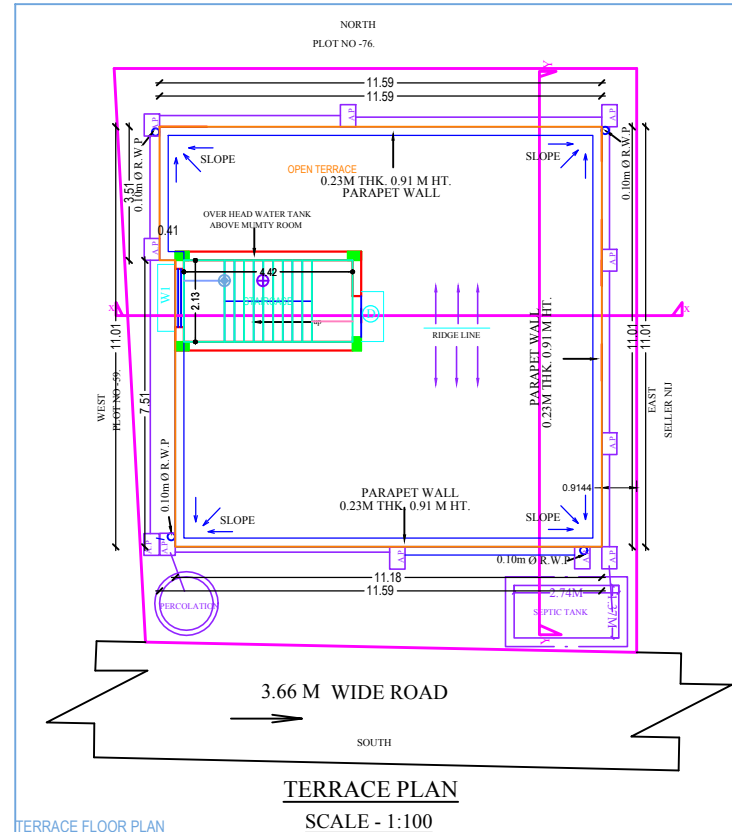 NORTH
PLOT NO -76.
Y
11.59
11.59
A.P
A.P
A.P
0.10m Ø R.W.P
3.51
SLOPE
OPEN TERRACE
0.23M THK. 0.91 M HT.
PARAPET WALL
SLOPE
0.10m Ø R.W.P
0.41
OVER HEAD WATER TANK
ABOVE MUMTY ROOM
A.P
A.P
4.42
W1
2.13
STAIRCASE
up
D
X
X
11.01
RIDGE LINE
PARAPET WALL
0.23M THK. 0.91 M HT.
11.01
11.01
WEST
PLOT NO -59.
7.51
EAST
SELLER NIJ
A.P
0.9144
0.10m Ø R.W.P
PARAPET WALL
0.23M THK. 0.91 M HT.
SLOPE
SLOPE
A.P
A.P
A.P
A.P
A.P
0.10m Ø R.W.P
11.18
11.59
PERCOLATION
2.74M
SEPTIC TANK
1.37M
Y
3.66 M WIDE ROAD
SOUTH
TERRACE PLAN
SCALE - 1:100
TERRACE FLOOR PLAN